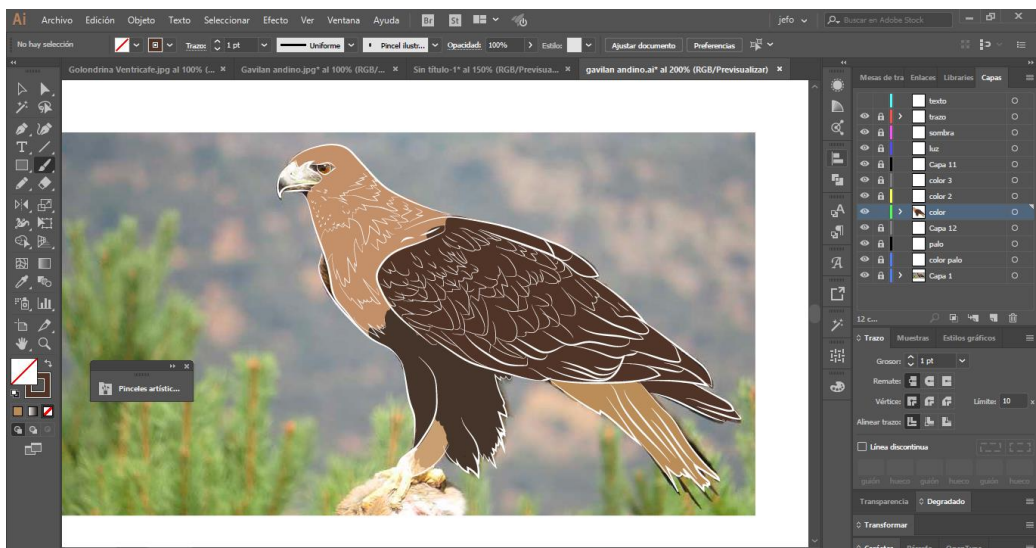 Ai Archivo Edición Objeto Texto Seleccionar Efecto Ver Ventana Ayuda Br St jefo Buscar en Adobe Stock
No hay selección Trazo: 1 pt Uniforme Pincel ilustr... Opacidad: 100% Estilo: Ajustar documento Preferencias
Golondrina Ventricafe.jpg al 100% (... × Gavilan andino.jpg* al 100% (RGB/... × Sin título-1* al 150% (RGB/Previsua... × gavilan andino.ai* al 200% (RGB/Previsualizar) ×
Mesas de tra Enlaces Libraries Capas
texto
trazo
sombra
luz
Capa 11
color 3
color 2
color
Capa 12
palo
color palo
Capa 1
12 c...
Trazo Muestras Estilos gráficos
Grosor: 1 pt
Remate:
Vértice: Límite: 10 x
Alinear trazo:
Línea discontinua
guión hueco guión hueco guión hueco
Transparencia Degradado
Transformar
Carácter Párrafo OpenType
Pinceles artístic...